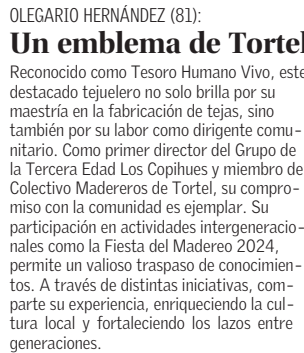 OLEGARIO HERNÁNDEZ (81):
Un emblema de Tortel
Reconocido como Tesoro Humano Vivo, este
destacado tejuelero no solo brilla por su
maestría en la fabricación de tejas, sino
también por su labor como dirigente comu-
nitario. Como primer director del Grupo de
la Tercera Edad Los Copihues y miembro de
Colectivo Madereros de Tortel, su compro-
miso con la comunidad es ejemplar. Su
participación en actividades intergeneracio-
nales como la Fiesta del Madereo 2024,
permite un valioso traspaso de conocimien-
tos. A través de distintas iniciativas, com-
parte su experiencia, enriqueciendo la cul-
tura local y fortaleciendo los lazos entre
generaciones.